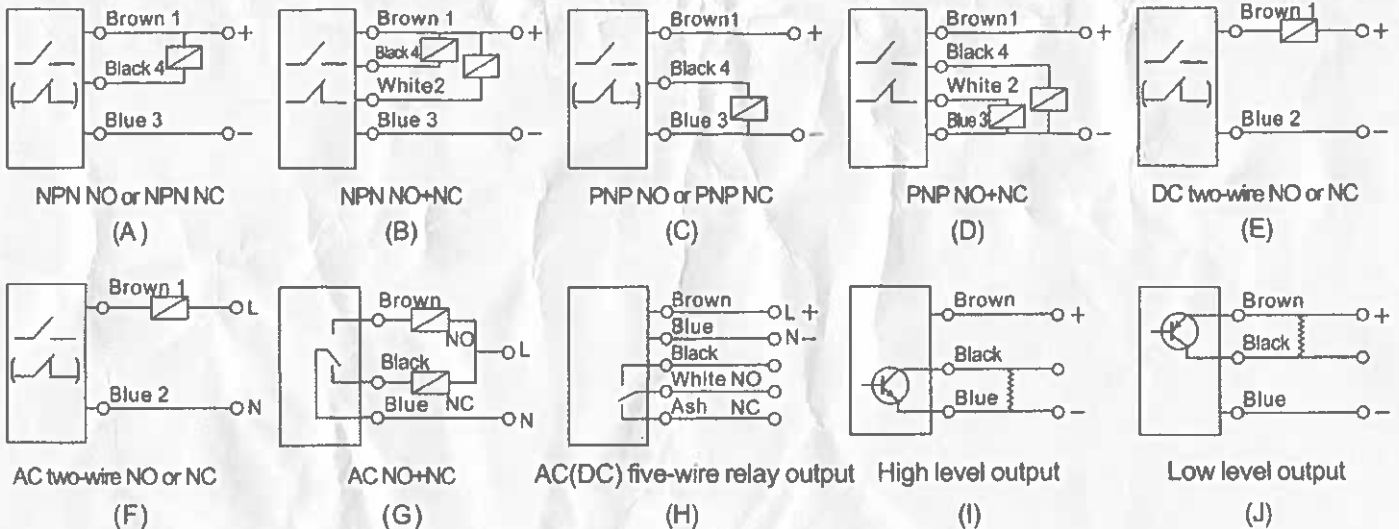 Brown 1
+
Black 4
Blue 3
−
NPN NO or NPN NC
(A)
Brown 1
+
Black 4
White2
Blue 3
−
NPN NO+NC
(B)
Brown1
+
Black 4
Blue 3
−
PNP NO or PNP NC
(C)
Brown1
+
Black 4
White 2
Blue 3
−
PNP NO+NC
(D)
Brown 1
+
Blue 2
−
DC two-wire NO or NC
(E)
Brown 1
L
Blue 2
N
AC two-wire NO or NC
(F)
Brown
NO
L
Black
NC
Blue
N
AC NO+NC
(G)
Brown L +
Blue N−
Black
White NO
Ash NC
AC(DC) five-wire relay output
(H)
Brown
+
Black
Blue
−
High level output
(I)
Brown
+
Black
Blue
−
Low level output
(J)